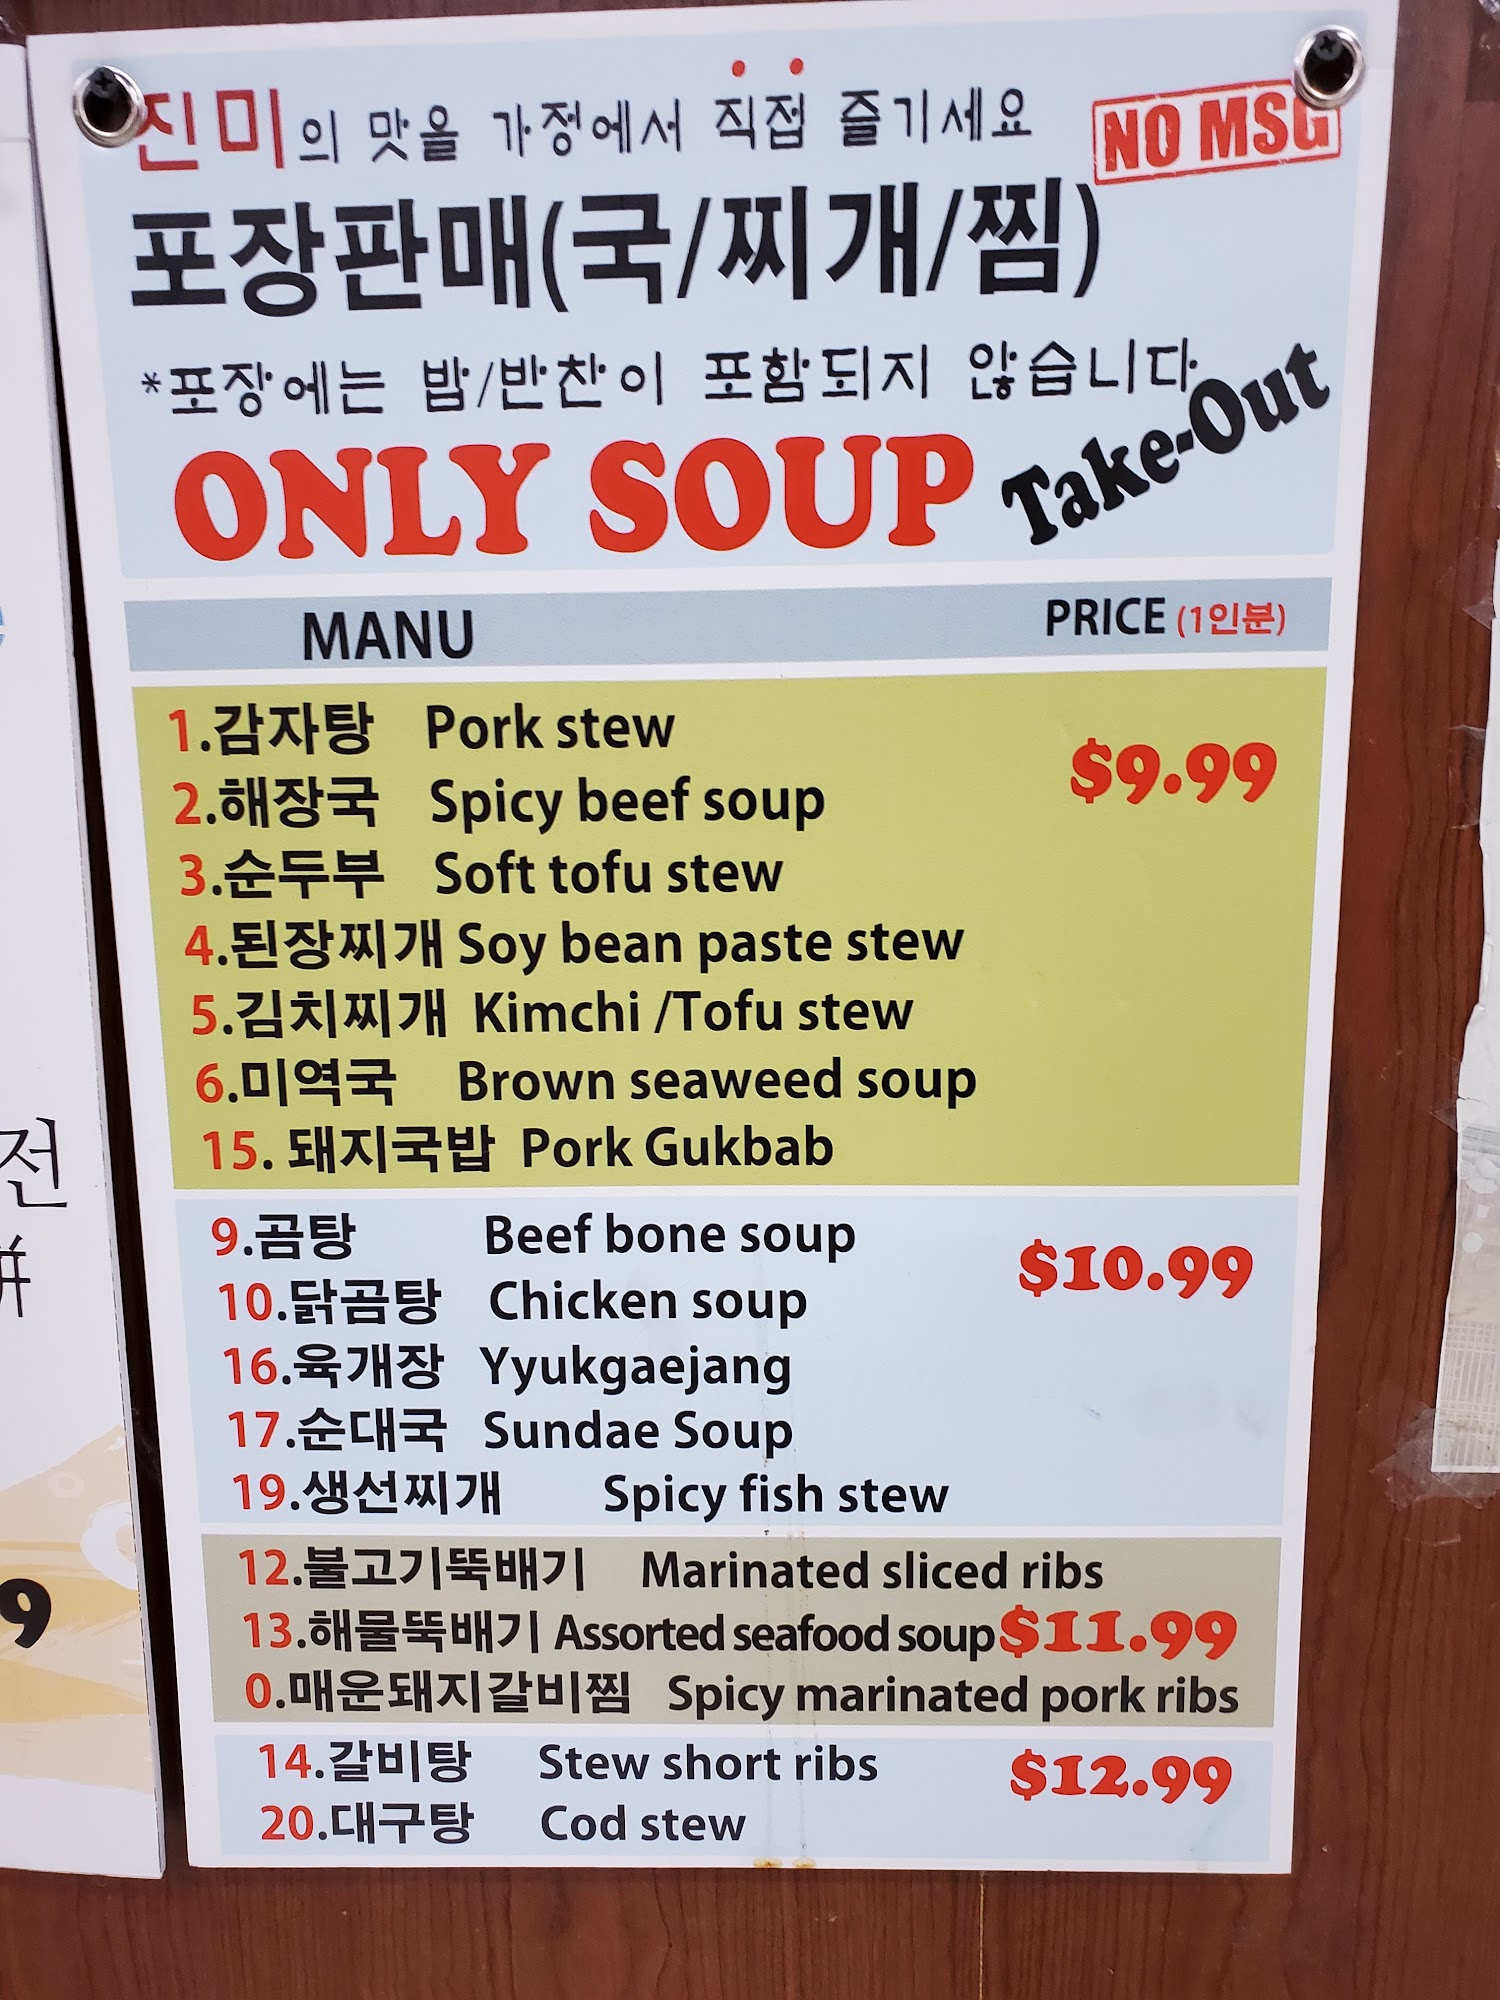 진미의 맛을 가정에서 직접 즐기세요
NO MSG
포장판매(국/찌개/찜)
*포장에는 밥/반찬이 포함되지 않습니다
ONLY SOUP Take-Out
MANU PRICE (1인분)
1.감자탕 Pork stew
$9.99
2.해장국 Spicy beef soup
3.순두부 Soft tofu stew
4.된장찌개 Soy bean paste stew
5.김치찌개 Kimchi /Tofu stew
6.미역국 Brown seaweed soup
15. 돼지국밥 Pork Gukbab
9.곰탕 Beef bone soup
$10.99
10.닭곰탕 Chicken soup
16.육개장 Yyukgaejang
17.순대국 Sundae Soup
19.생선찌개 Spicy fish stew
12.불고기뚝배기 Marinated sliced ribs
13.해물뚝배기 Assorted seafood soup $11.99
0.매운돼지갈비찜 Spicy marinated pork ribs
14.갈비탕 Stew short ribs
$12.99
20.대구탕 Cod stew
전
9